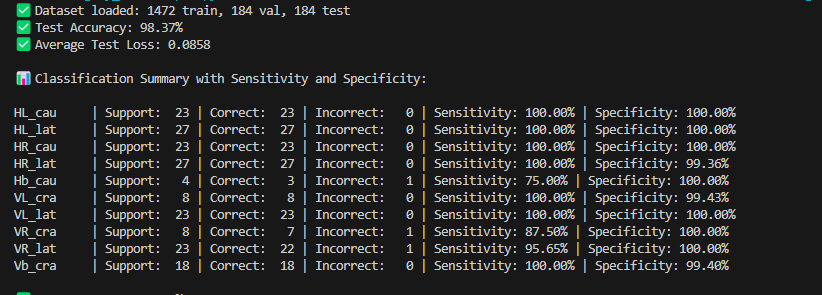 ✅ Dataset loaded: 1472 train, 184 val, 184 test
✅ Test Accuracy: 98.37%
✅ Average Test Loss: 0.0858
📊 Classification Summary with Sensitivity and Specificity:
HL_cau     | Support:  23 | Correct:  23 | Incorrect:   0 | Sensitivity: 100.00% | Specificity: 100.00%
HL_lat     | Support:  27 | Correct:  27 | Incorrect:   0 | Sensitivity: 100.00% | Specificity: 100.00%
HR_cau     | Support:  23 | Correct:  23 | Incorrect:   0 | Sensitivity: 100.00% | Specificity: 100.00%
HR_lat     | Support:  27 | Correct:  27 | Incorrect:   0 | Sensitivity: 100.00% | Specificity: 99.36%
Hb_cau     | Support:   4 | Correct:   3 | Incorrect:   1 | Sensitivity: 75.00% | Specificity: 100.00%
VL_cra     | Support:   8 | Correct:   8 | Incorrect:   0 | Sensitivity: 100.00% | Specificity: 99.43%
VL_lat     | Support:  23 | Correct:  23 | Incorrect:   0 | Sensitivity: 100.00% | Specificity: 100.00%
VR_cra     | Support:   8 | Correct:   7 | Incorrect:   1 | Sensitivity: 87.50% | Specificity: 100.00%
VR_lat     | Support:  23 | Correct:  22 | Incorrect:   1 | Sensitivity: 95.65% | Specificity: 100.00%
Vb_cra     | Support:  18 | Correct:  18 | Incorrect:   0 | Sensitivity: 100.00% | Specificity: 99.40%